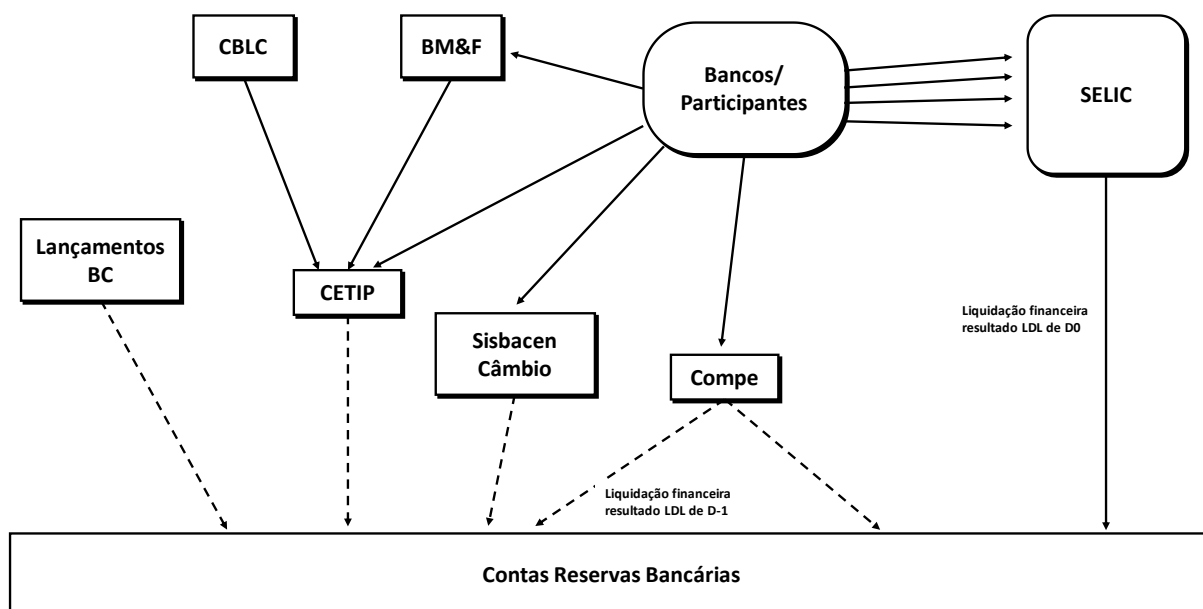 CBLC
BM&F
Bancos/
Participantes
SELIC
Lançamentos
BC
CETIP
Sisbacen
Câmbio
Compe
Liquidação financeira
resultado LDL de D0
Liquidação financeira
resultado LDL de D-1
Contas Reservas Bancárias